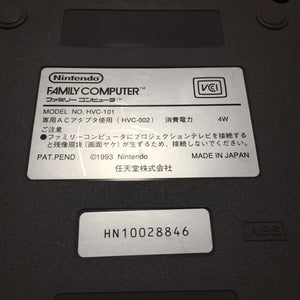 Nintendo
FAMILY COMPUTER™
ファミリー コンピュータ™
VCI
MODEL NO. HVC-101
専用ACアダプタ使用 (HVC-002) 消費電力 4W
ご注意
●ファミリーコンピュータにプロジェクションテレビを接続する
と残像現象(画面ヤケ)が生ずるため、接続しないでください。
PAT.PEND ©1993 Nintendo MADE IN JAPAN
任天堂株式会社
HN10028846
ABS